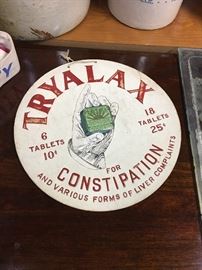 TRYALAX
6
TABLETS
10¢
18
TABLETS
25¢
FOR
CONSTIPATION
AND VARIOUS FORMS OF LIVER COMPLAINTS